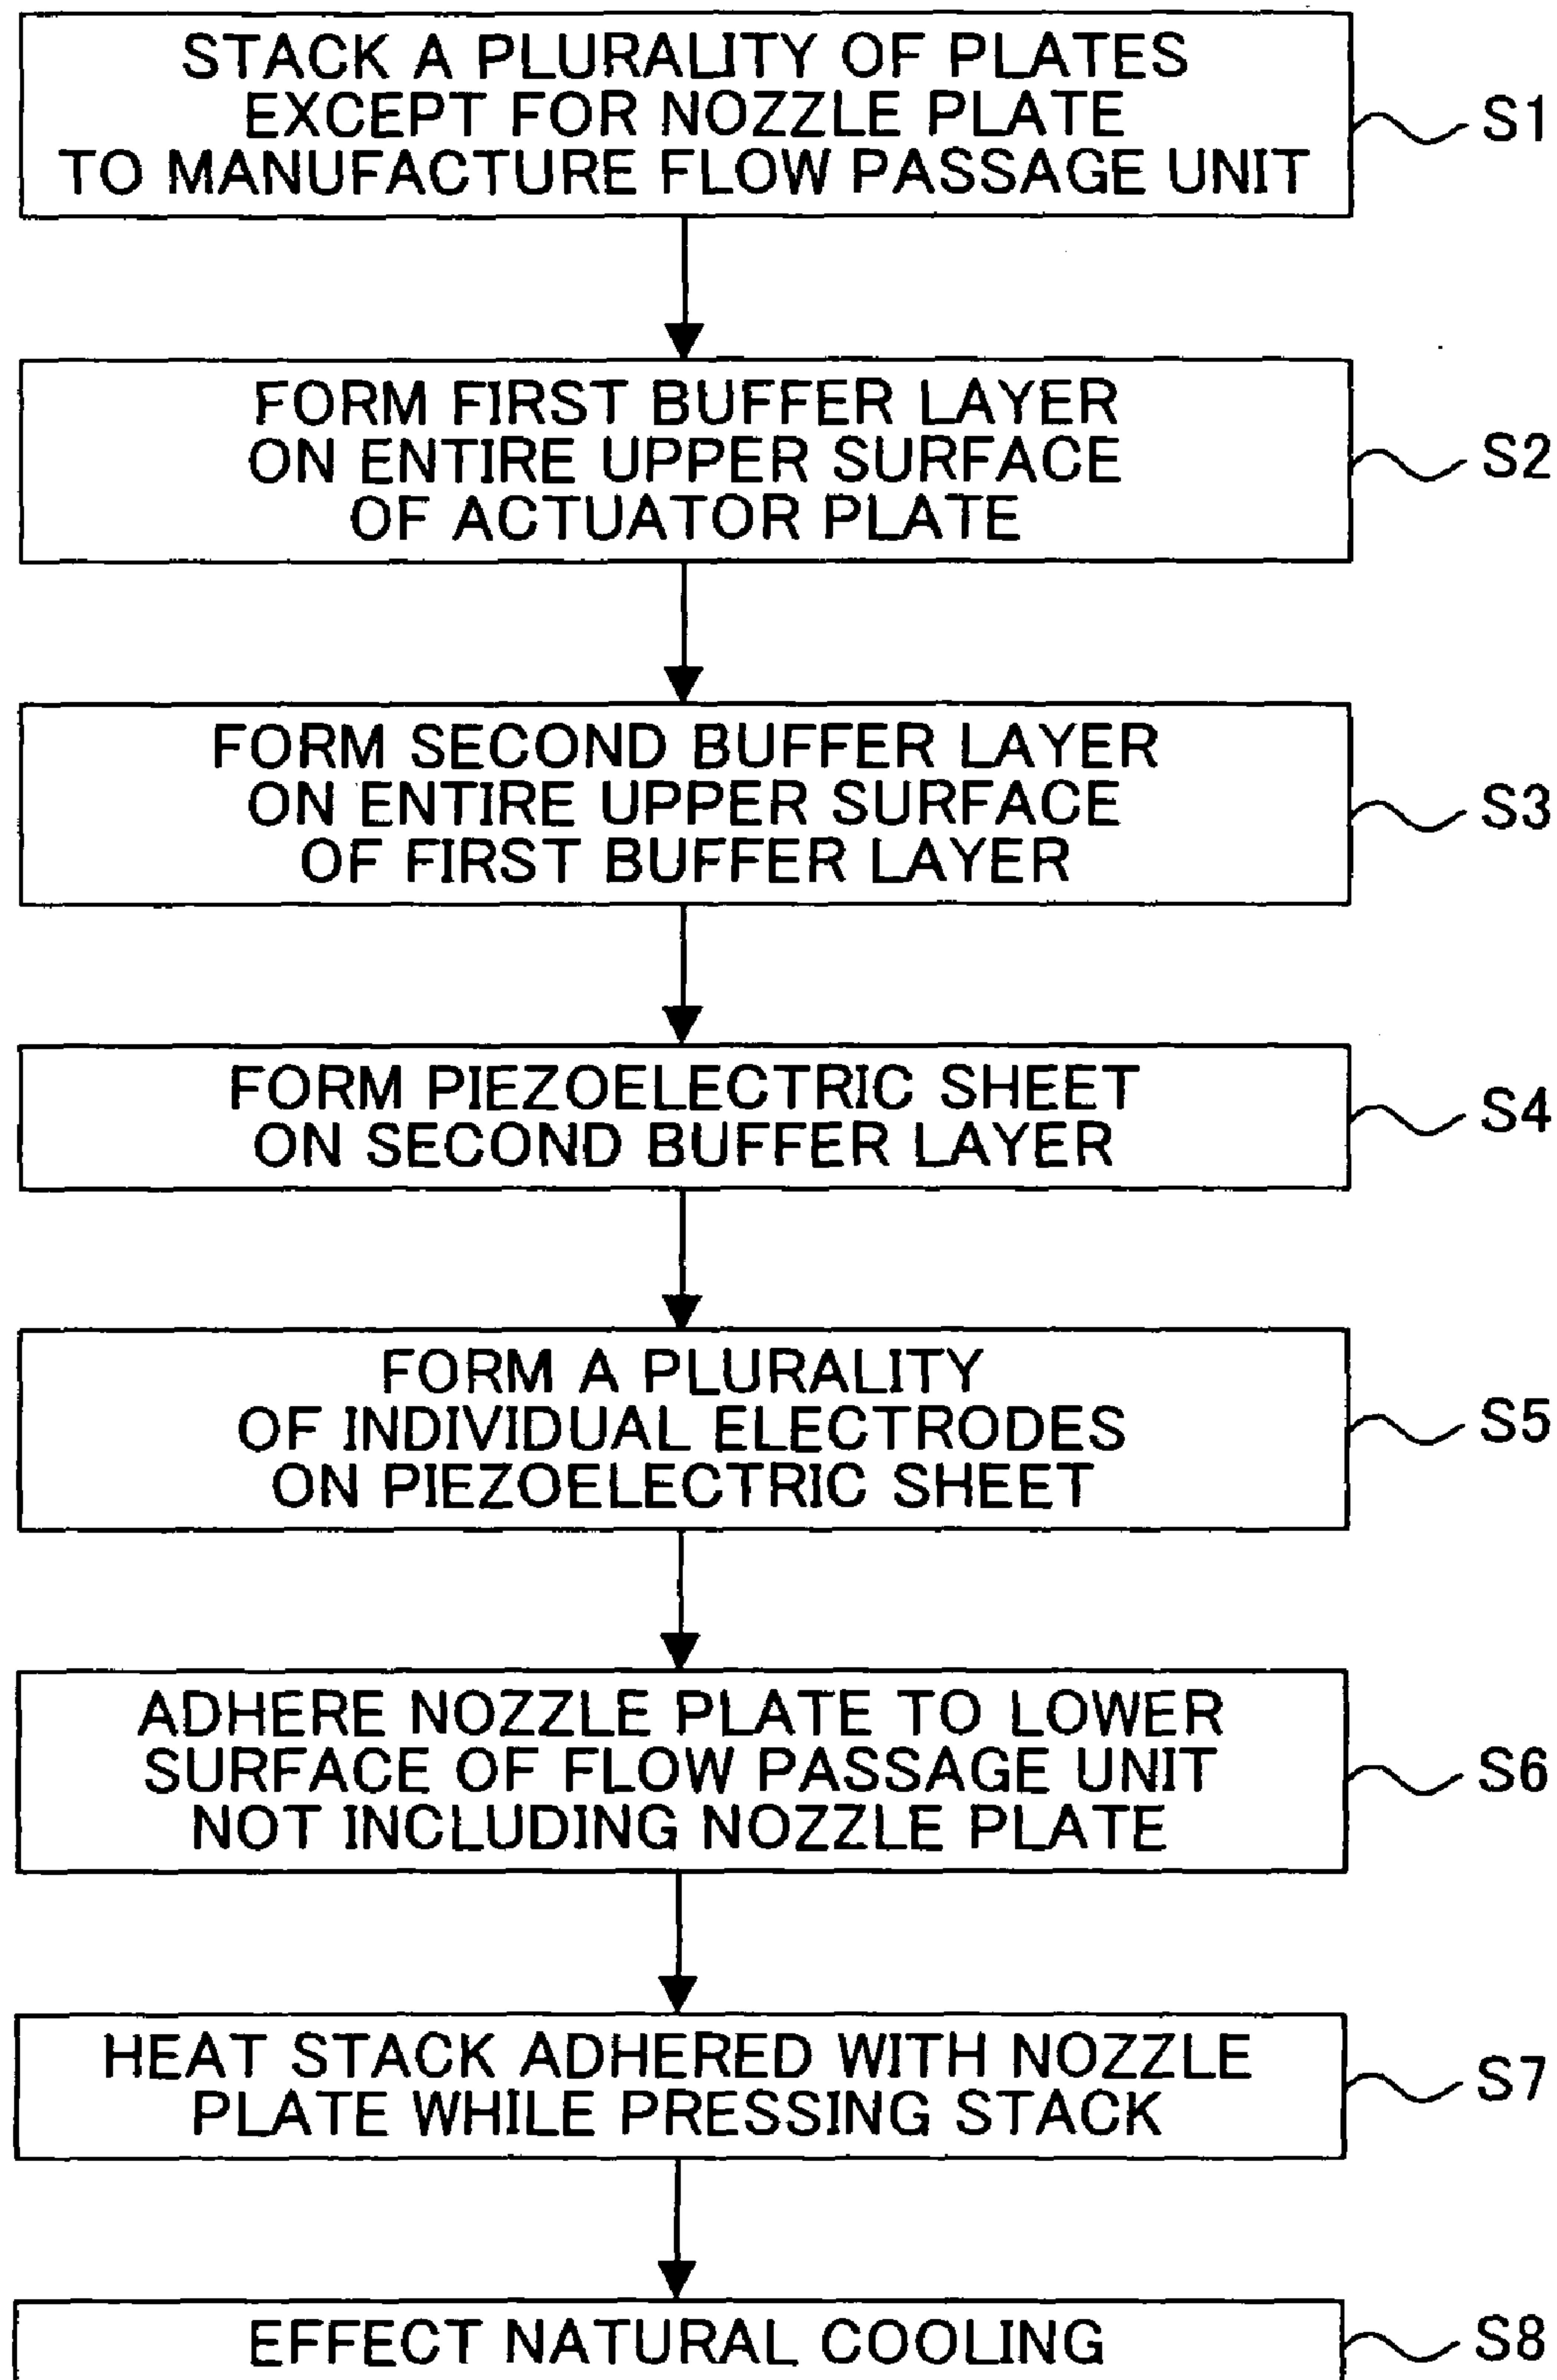 STACK A PLURALITY OF PLATES
EXCEPT FOR NOZZLE PLATE
TO MANUFACTURE FLOW PASSAGE UNIT
S1
FORM FIRST BUFFER LAYER
ON ENTIRE UPPER SURFACE
OF ACTUATOR PLATE
S2
FORM SECOND BUFFER LAYER
ON ENTIRE UPPER SURFACE
OF FIRST BUFFER LAYER
S3
FORM PIEZOELECTRIC SHEET
ON SECOND BUFFER LAYER
S4
FORM A PLURALITY
OF INDIVIDUAL ELECTRODES
ON PIEZOELECTRIC SHEET
S5
ADHERE NOZZLE PLATE TO LOWER
SURFACE OF FLOW PASSAGE UNIT
NOT INCLUDING NOZZLE PLATE
S6
HEAT STACK ADHERED WITH NOZZLE
PLATE WHILE PRESSING STACK
S7
EFFECT NATURAL COOLING
S8